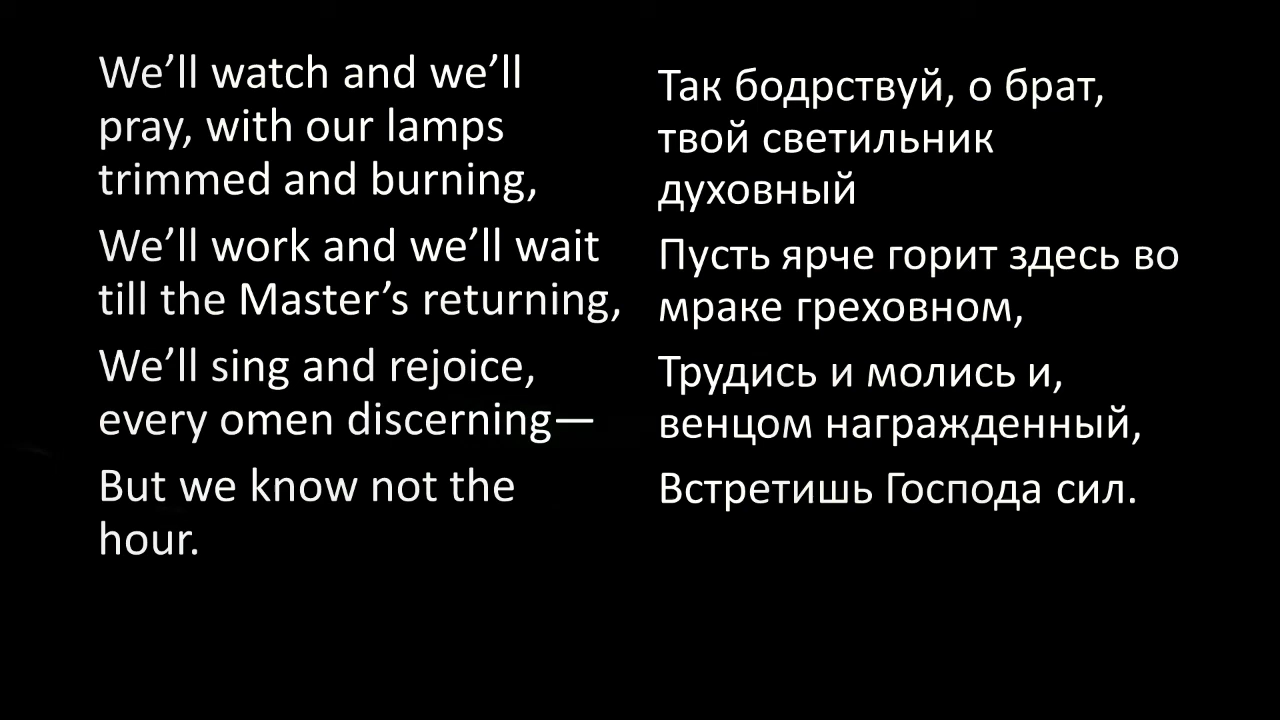 We’ll watch and we’ll
pray, with our lamps
trimmed and burning,
We’ll work and we’ll wait
till the Master’s returning,
We’ll sing and rejoice,
every omen discerning—
But we know not the
hour.
Так бодрствуй, о брат,
твой светильник
духовный
Пусть ярче горит здесь во
мраке греховном,
Трудись и молись и,
венцом награжденный,
Встретишь Господа сил.